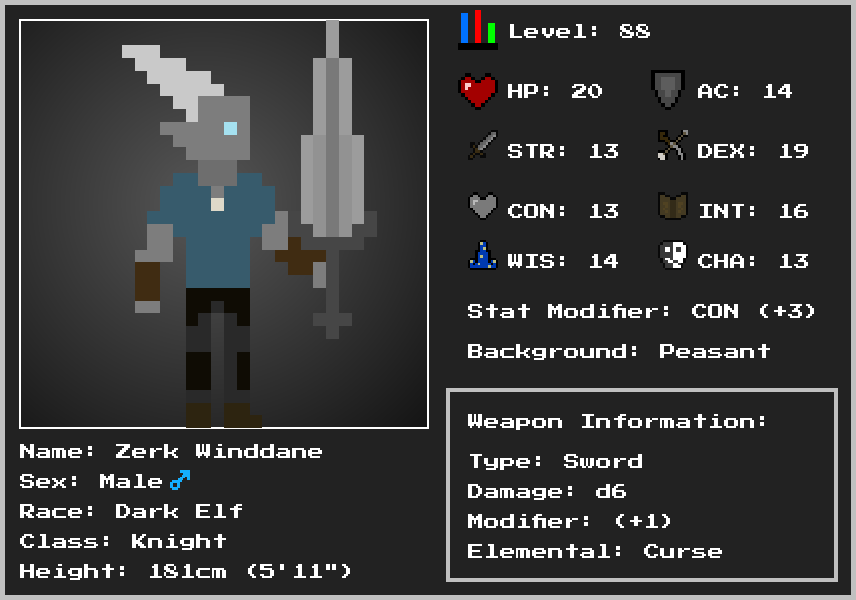 Level: 88
HP: 20 AC: 14
STR: 13 DEX: 19
CON: 13 INT: 16
WIS: 14 CHA: 13
Stat Modifier: CON (+3)
Background: Peasant
Weapon Information:
Type: Sword
Damage: d6
Modifier: (+1)
Elemental: Curse
Name: Zerk Winddane
Sex: Male ♂
Race: Dark Elf
Class: Knight
Height: 181cm (5'11")